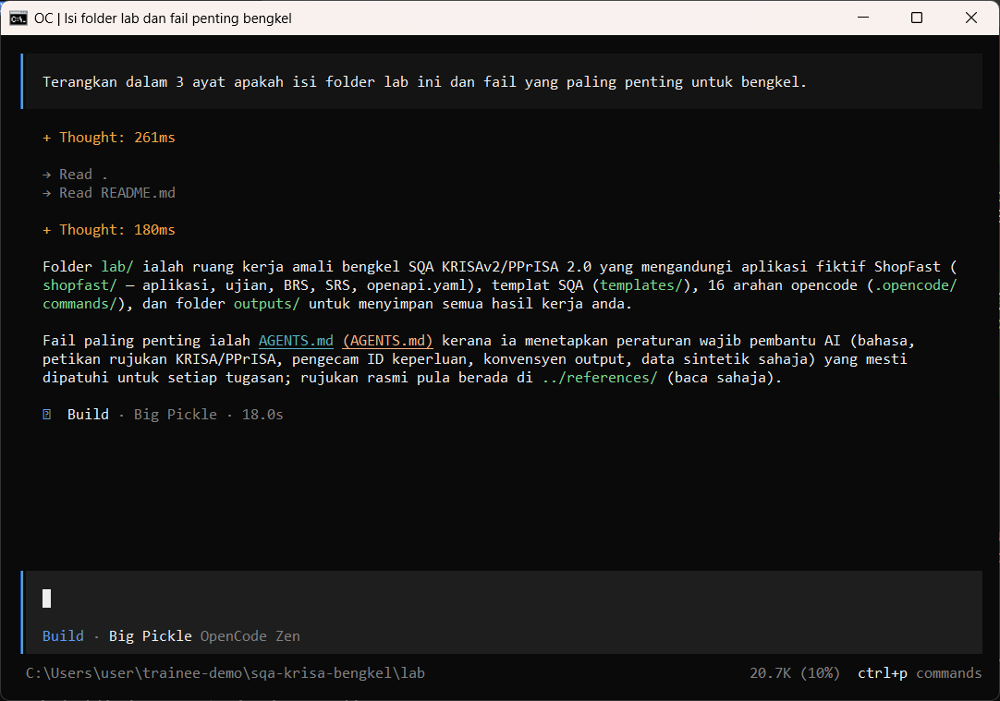 OC | Isi folder lab dan fail penting bengkel
Terangkan dalam 3 ayat apakah isi folder lab ini dan fail yang paling penting untuk bengkel.
+ Thought: 261ms
→ Read .
→ Read README.md
+ Thought: 180ms
Folder lab/ ialah ruang kerja amali bengkel SQA KRISAv2/PPrISA 2.0 yang mengandungi aplikasi fiktif ShopFast (
shopfast/ — aplikasi, ujian, BRS, SRS, openapi.yaml), templat SQA (templates/), 16 arahan opencode (.opencode/
commands/), dan folder outputs/ untuk menyimpan semua hasil kerja anda.
Fail paling penting ialah AGENTS.md (AGENTS.md) kerana ia menetapkan peraturan wajib pembantu AI (bahasa,
petikan rujukan KRISA/PPrISA, pengecam ID keperluan, konvensyen output, data sintetik sahaja) yang mesti
dipatuhi untuk setiap tugasan; rujukan rasmi pula berada di ../references/ (baca sahaja).
Build · Big Pickle · 18.0s
Build · Big Pickle OpenCode Zen
C:\Users\user\trainee-demo\sqa-krisa-bengkel\lab
20.7K (10%) ctrl+p commands